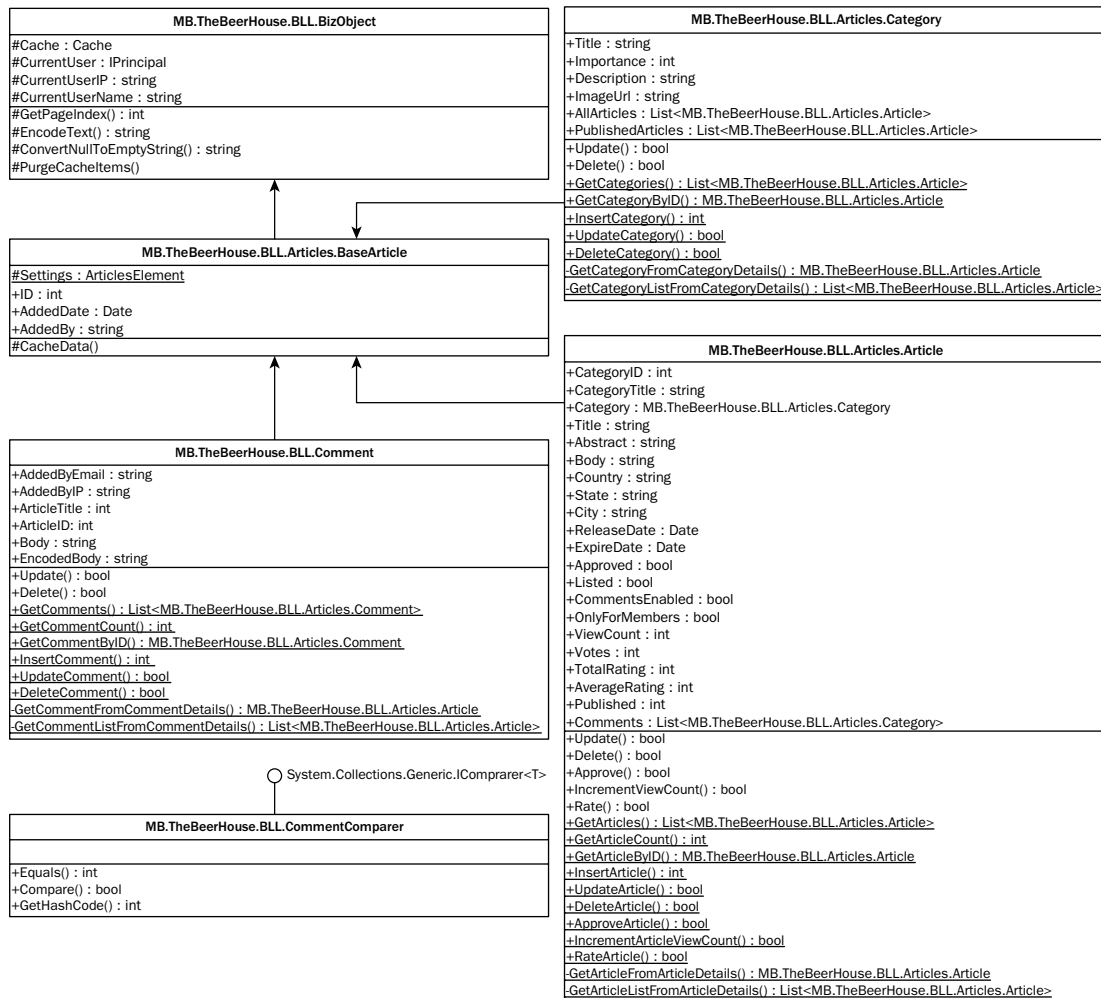 MB.TheBeerHouse.BLL.BizObject
#Cache : Cache
#CurrentUser : IPrincipal
#CurrentUserIP : string
#CurrentUserName : string
#GetPageIndex() : int
#EncodeText() : string
#ConvertNullToEmptyString() : string
#PurgeCacheItems()
MB.TheBeerHouse.BLL.Articles.BaseArticle
#Settings : ArticlesElement
+ID : int
+AddedDate : Date
+AddedBy : string
#CacheData()
MB.TheBeerHouse.BLL.Comment
+AddedByEmail : string
+AddedByIP : string
+ArticleTitle : int
+ArticleID: int
+Body : string
+EncodedBody : string
+Update() : bool
+Delete() : bool
+GetComments() : List<MB.TheBeerHouse.BLL.Articles.Comment>
+GetCommentCount() : int
+GetCommentByID() : MB.TheBeerHouse.BLL.Articles.Comment
+InsertComment() : int
+UpdateComment() : bool
+DeleteComment() : bool
-GetCommentFromCommentDetails() : MB.TheBeerHouse.BLL.Articles.Article
-GetCommentListFromCommentDetails() : List<MB.TheBeerHouse.BLL.Articles.Article>
System.Collections.Generic.IComprarer<T>
MB.TheBeerHouse.BLL.CommentComparer
+Equals() : int
+Compare() : bool
+GetHashCode() : int
MB.TheBeerHouse.BLL.Articles.Category
+Title : string
+Importance : int
+Description : string
+ImageUrl : string
+AllArticles : List<MB.TheBeerHouse.BLL.Articles.Article>
+PublishedArticles : List<MB.TheBeerHouse.BLL.Articles.Article>
+Update() : bool
+Delete() : bool
+GetCategories() : List<MB.TheBeerHouse.BLL.Articles.Article>
+GetCategoryByID() : MB.TheBeerHouse.BLL.Articles.Article
+InsertCategory() : int
+UpdateCategory() : bool
+DeleteCategory() : bool
-GetCategoryFromCategoryDetails() : MB.TheBeerHouse.BLL.Articles.Article
-GetCategoryListFromCategoryDetails() : List<MB.TheBeerHouse.BLL.Articles.Article>
MB.TheBeerHouse.BLL.Articles.Article
+CategoryID : int
+CategoryTitle : string
+Category : MB.TheBeerHouse.BLL.Articles.Category
+Title : string
+Abstract : string
+Body : string
+Country : string
+State : string
+City : string
+ReleaseDate : Date
+ExpireDate : Date
+Approved : bool
+Listed : bool
+CommentsEnabled : bool
+OnlyForMembers : bool
+ViewCount : int
+Votes : int
+TotalRating : int
+AverageRating : int
+Published : int
+Comments : List<MB.TheBeerHouse.BLL.Articles.Category>
+Update() : bool
+Delete() : bool
+Approve() : bool
+IncrementViewCount() : bool
+Rate() : bool
+GetArticles() : List<MB.TheBeerHouse.BLL.Articles.Article>
+GetArticleCount() : int
+GetArticleByID() : MB.TheBeerHouse.BLL.Articles.Article
+InsertArticle() : int
+UpdateArticle() : bool
+DeleteArticle() : bool
+ApproveArticle() : bool
+IncrementArticleViewCount() : bool
+RateArticle() : bool
-GetArticleFromArticleDetails() : MB.TheBeerHouse.BLL.Articles.Article
-GetArticleListFromArticleDetails() : List<MB.TheBeerHouse.BLL.Articles.Article>